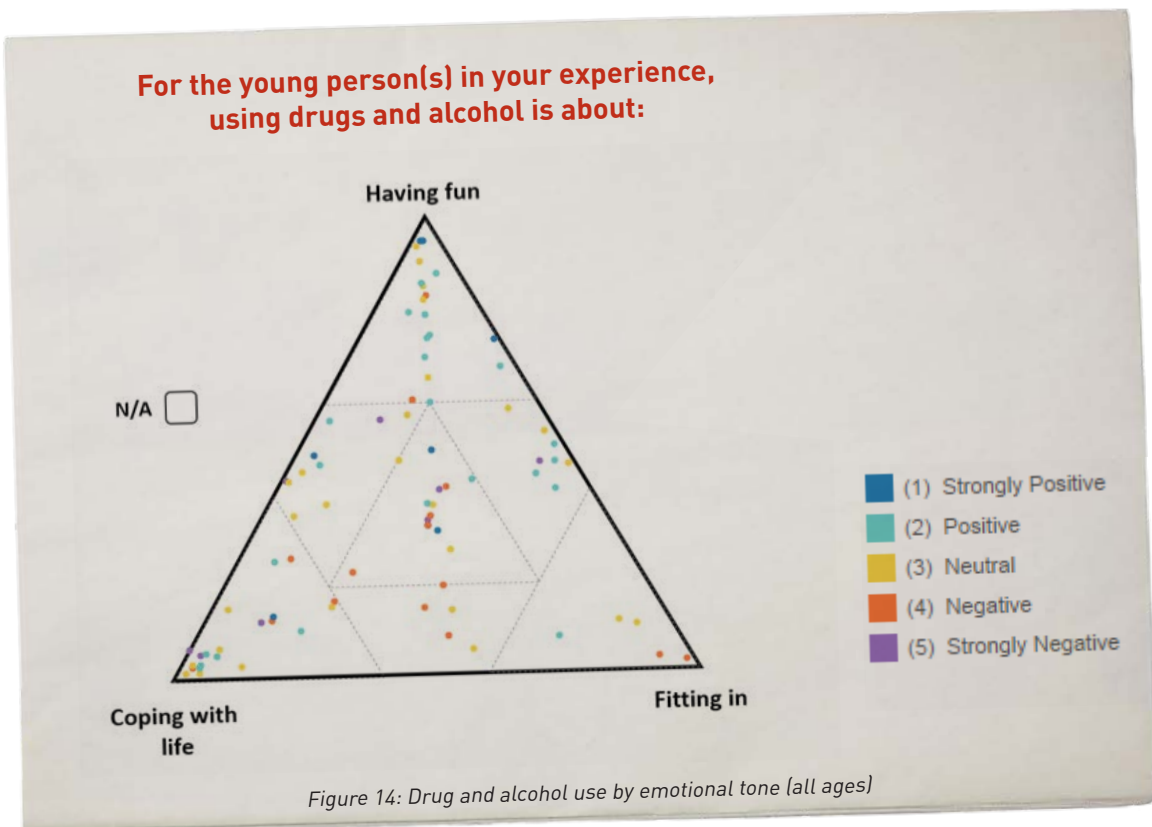 For the young person(s) in your experience,
using drugs and alcohol is about:
Having fun
N/A
(1) Strongly Positive
(2) Positive
(3) Neutral
(4) Negative
(5) Strongly Negative
Coping with
life
Fitting in
Figure 14: Drug and alcohol use by emotional tone (all ages)